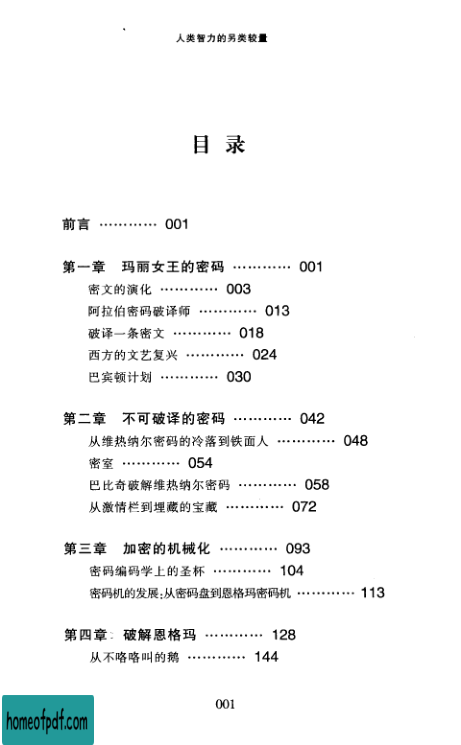 人类智力的另类较量
目 录
前言 ………… 001
第一章 玛丽女王的密码 ………… 001
密文的演化 ………… 003
阿拉伯密码破译师 ………… 013
破译一条密文 ………… 018
西方的文艺复兴 ………… 024
巴宾顿计划 ………… 030
第二章 不可破译的密码 ………… 042
从维热纳尔密码的冷落到铁面人 ………… 048
密室 ………… 054
巴比奇破解维热纳尔密码 ………… 058
从激情栏到埋藏的宝藏 ………… 072
第三章 加密的机械化 ………… 093
密码编码学上的圣杯 ………… 104
密码机的发展:从密码盘到恩格玛密码机 ………… 113
第四章: 破解恩格玛 ………… 128
从不咯咯叫的鹅 ………… 144
001
homeofpdf.com